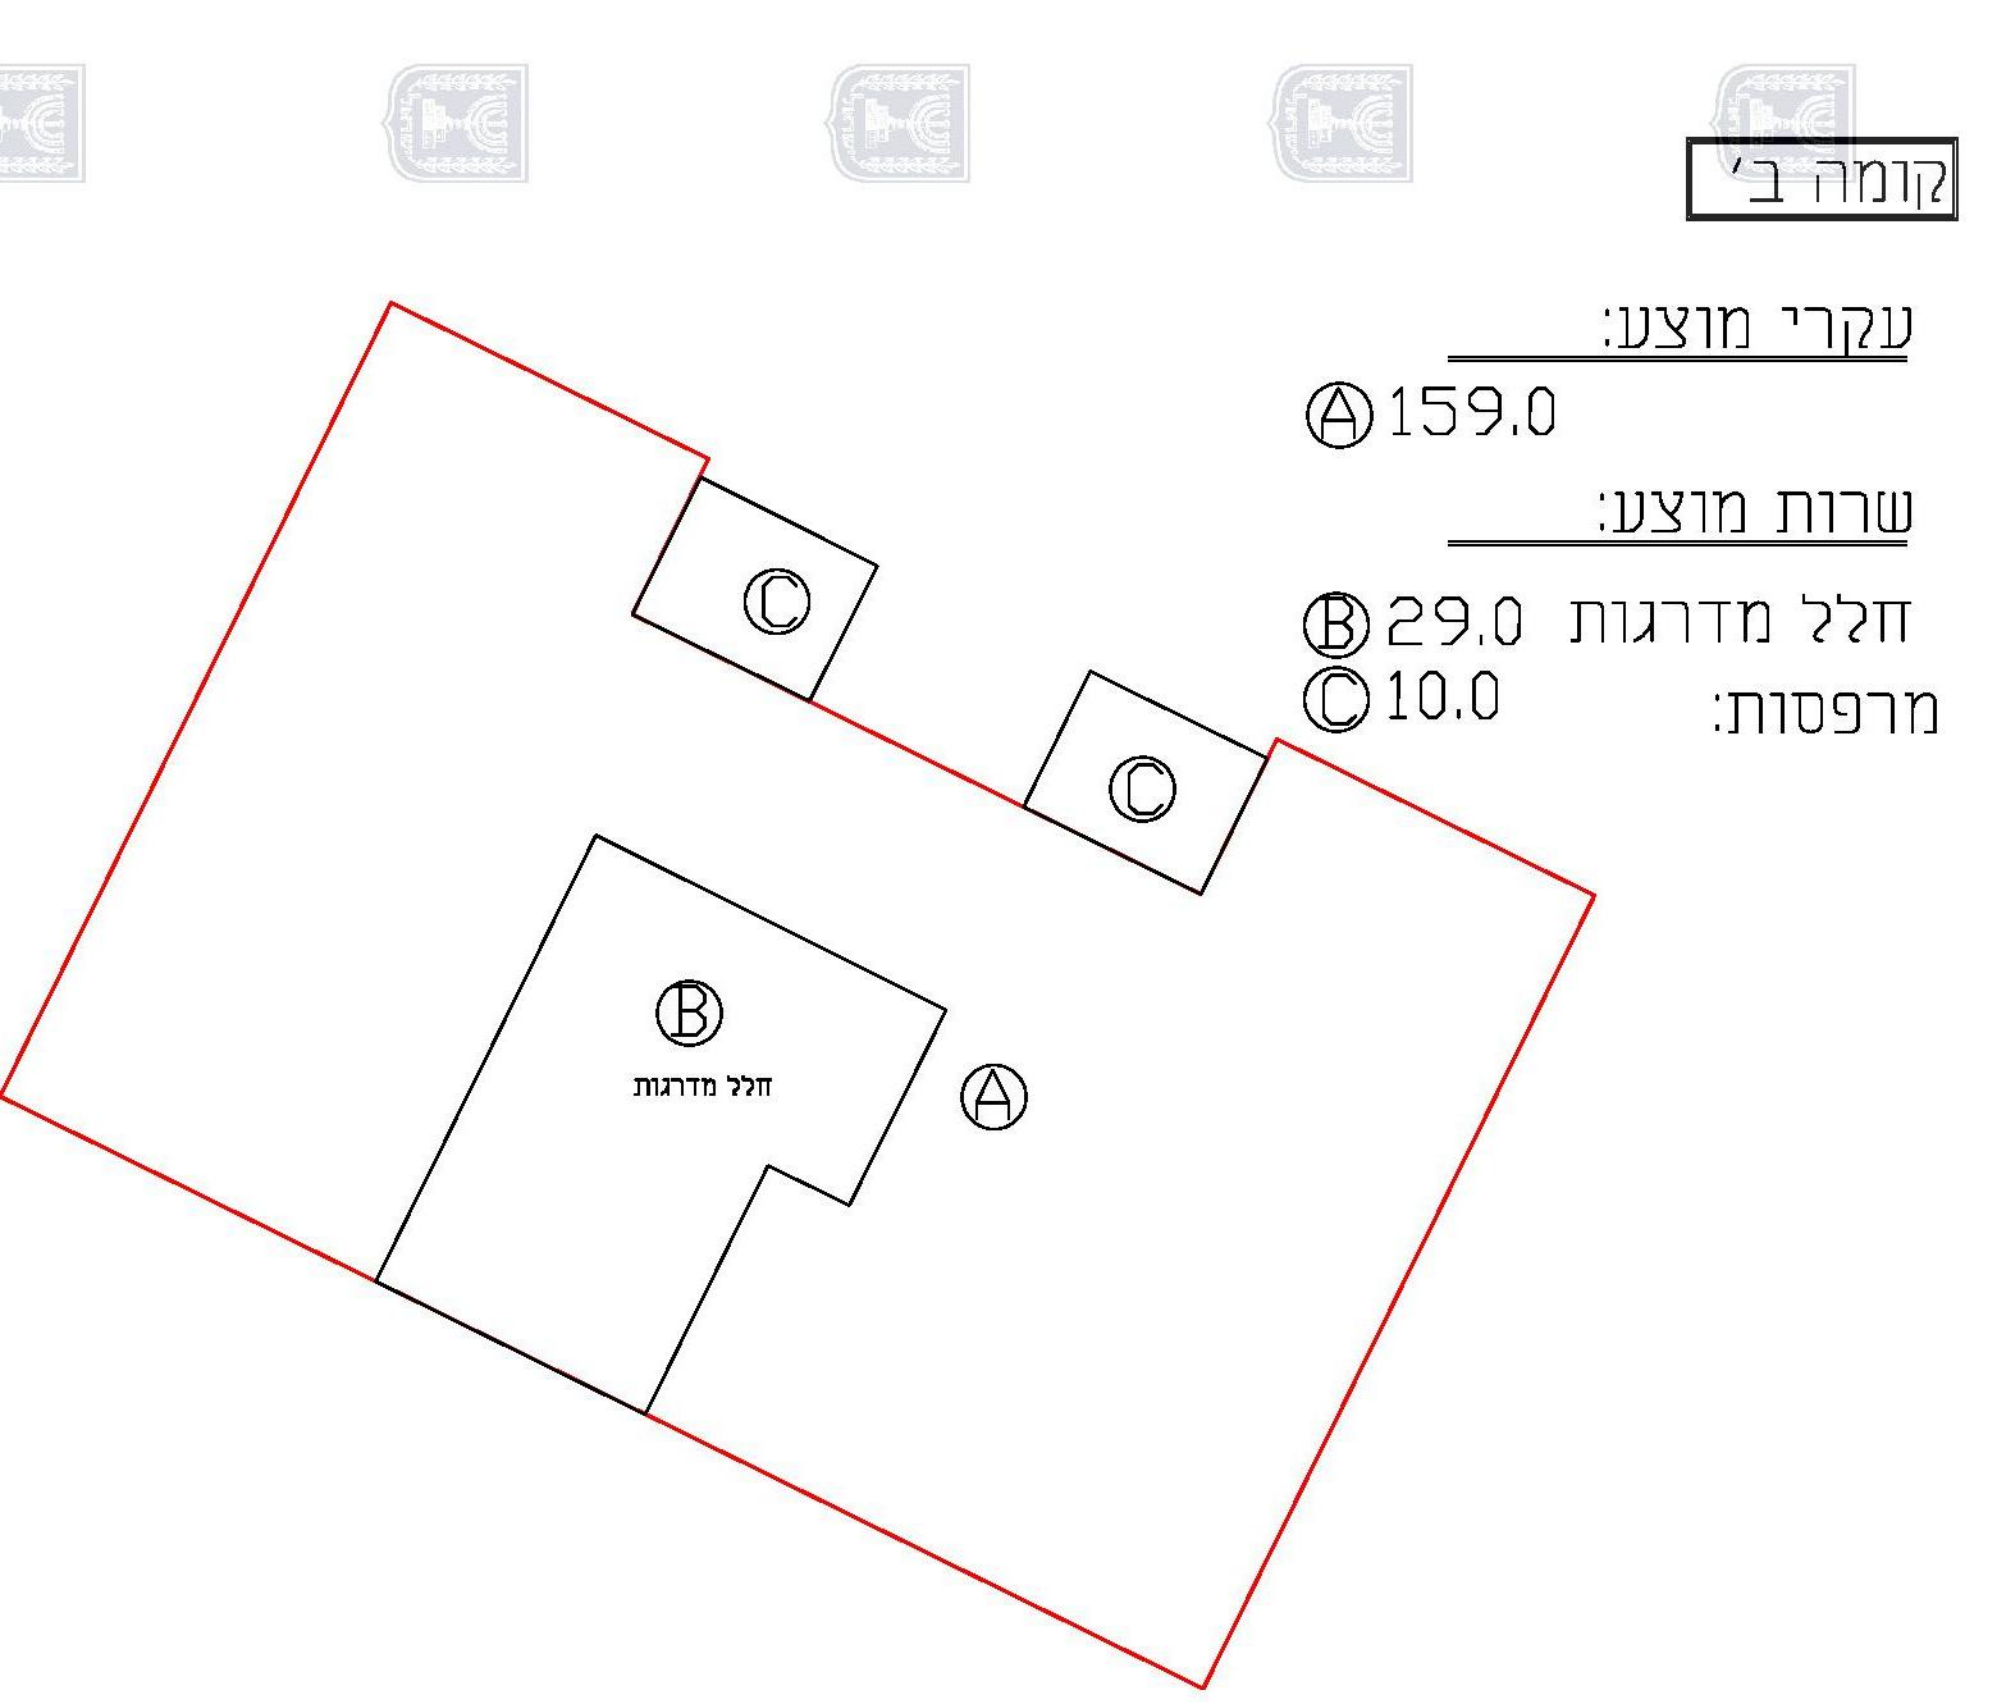 קומה ב'
עקרי מוצע:
A 159.0
שרות מוצע:
חלל מדרגות 29.0 B
מרפסות: 10.0 C
C
C
B
חלל מדרגות
A